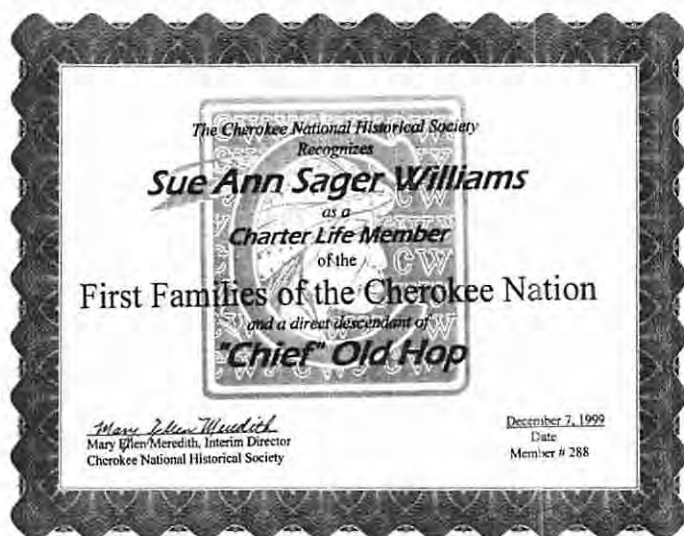 The Cherokee National Historical Society
Recognizes
Sue Ann Sager Williams
as a
Charter Life Member
of the
First Families of the Cherokee Nation
and a direct descendant of
"Chief" Old Hop
Mary Ellen Meredith
Mary Ellen Meredith, Interim Director
Cherokee National Historical Society
December 7, 1999
Date
Member # 288